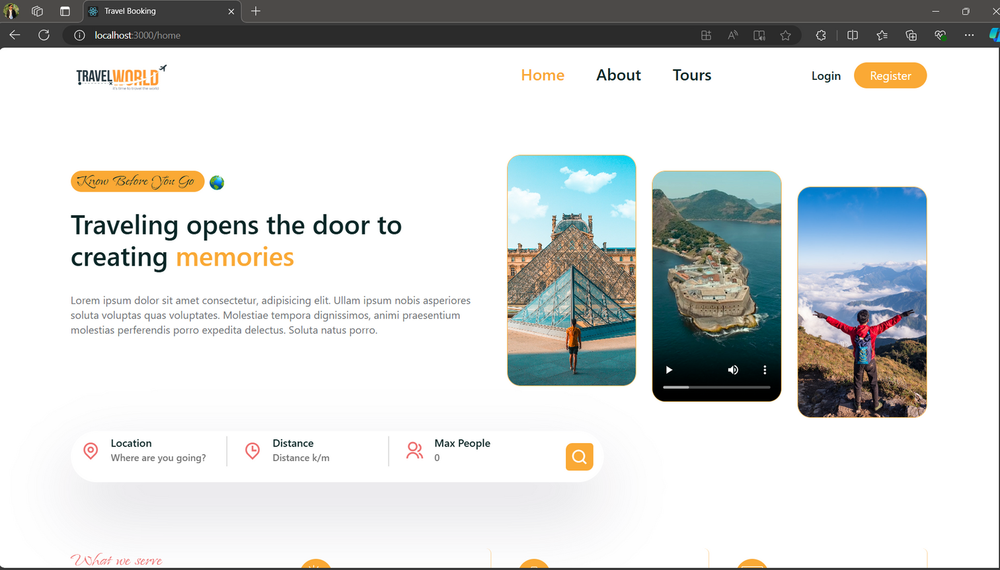 Travel Booking
localhost:3000/home
TRAVELWORLD
it's time to travel the world
Home
About
Tours
Login
Register
Know Before You Go
Traveling opens the door to
creating memories
Lorem ipsum dolor sit amet consectetur, adipisicing elit. Ullam ipsum nobis asperiores
soluta voluptas quas voluptates. Molestiae tempora dignissimos, animi praesentium
molestias perferendis porro expedita delectus. Soluta natus porro.
Location
Where are you going?
Distance
Distance k/m
Max People
0
What we serve